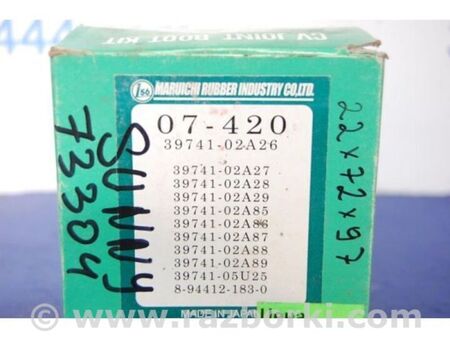 444
CV JOINT BOOT KIT
iso
MARUICHI RUBBER INDUSTRY CO.,LTD.
07-420
39741-02A26
39741-02A27
39741-02A28
39741-02A29
39741-02A85
39741-02A86
39741-02A87
39741-02A88
39741-02A89
39741-05U25
8-94412-183-0
MADE IN JAPAN
SUNNY
73304
22x72x97
www.razborki.com